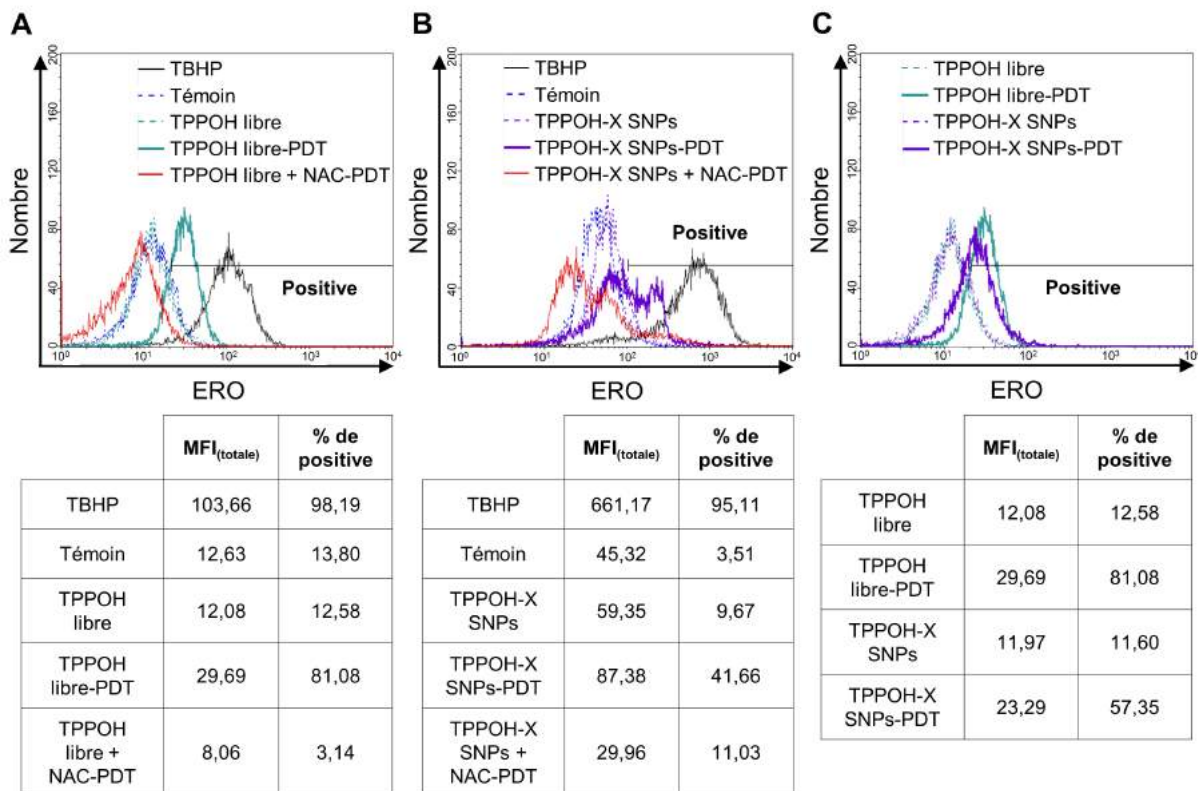 A
200
160
120
80
40
0
Nombre
TBHP
Témoin
TPPOH libre
TPPOH libre-PDT
TPPOH libre + NAC-PDT
Positive
10⁰ 10¹ 10² 10³ 10⁴
ERO
MFI(totale) % de positive
TBHP 103,66 98,19
Témoin 12,63 13,80
TPPOH
libre 12,08 12,58
TPPOH
libre-PDT 29,69 81,08
TPPOH
libre +
NAC-PDT 8,06 3,14
B
200
160
120
80
40
0
Nombre
TBHP
Témoin
TPPOH-X SNPs
TPPOH-X SNPs-PDT
TPPOH-X SNPs + NAC-PDT
Positive
10⁰ 10¹ 10² 10³ 10⁴
ERO
MFI(totale) % de positive
TBHP 661,17 95,11
Témoin 45,32 3,51
TPPOH-X
SNPs 59,35 9,67
TPPOH-X
SNPs-PDT 87,38 41,66
TPPOH-X
SNPs +
NAC-PDT 29,96 11,03
C
200
160
120
80
40
0
Nombre
TPPOH libre
TPPOH libre-PDT
TPPOH-X SNPs
TPPOH-X SNPs-PDT
Positive
10⁰ 10¹ 10² 10³ 10⁴
ERO
MFI(totale) % de positive
TPPOH
libre 12,08 12,58
TPPOH
libre-PDT 29,69 81,08
TPPOH-X
SNPs 11,97 11,60
TPPOH-X
SNPs-PDT 23,29 57,35